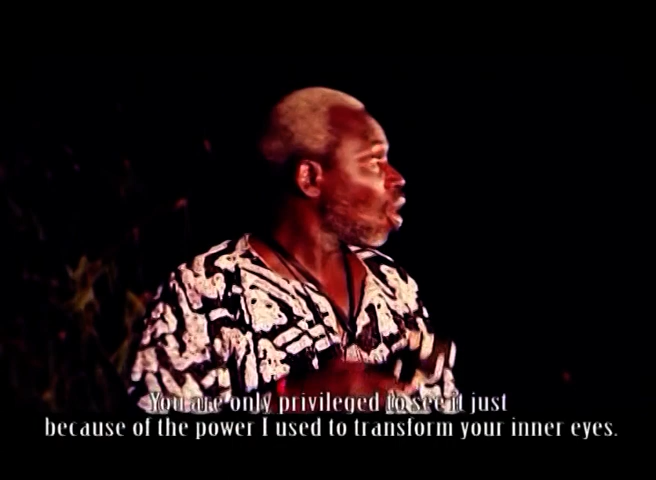 You are only privileged to see it just
because of the power I used to transform your inner eyes.